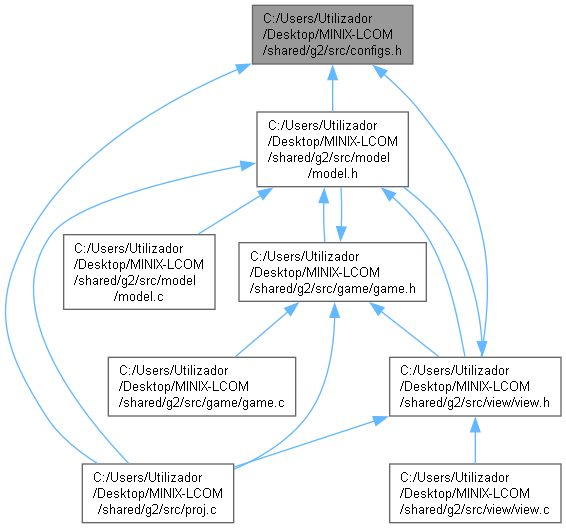 C:/Users/Utilizador
/Desktop/MINIX-LCOM
/shared/g2/src/configs.h
C:/Users/Utilizador
/Desktop/MINIX-LCOM
/shared/g2/src/model
/model.h
C:/Users/Utilizador
/Desktop/MINIX-LCOM
/shared/g2/src/model
/model.c
C:/Users/Utilizador
/Desktop/MINIX-LCOM
/shared/g2/src/game/game.h
C:/Users/Utilizador
/Desktop/MINIX-LCOM
/shared/g2/src/game/game.c
C:/Users/Utilizador
/Desktop/MINIX-LCOM
/shared/g2/src/view/view.h
C:/Users/Utilizador
/Desktop/MINIX-LCOM
/shared/g2/src/proj.c
C:/Users/Utilizador
/Desktop/MINIX-LCOM
/shared/g2/src/view/view.c